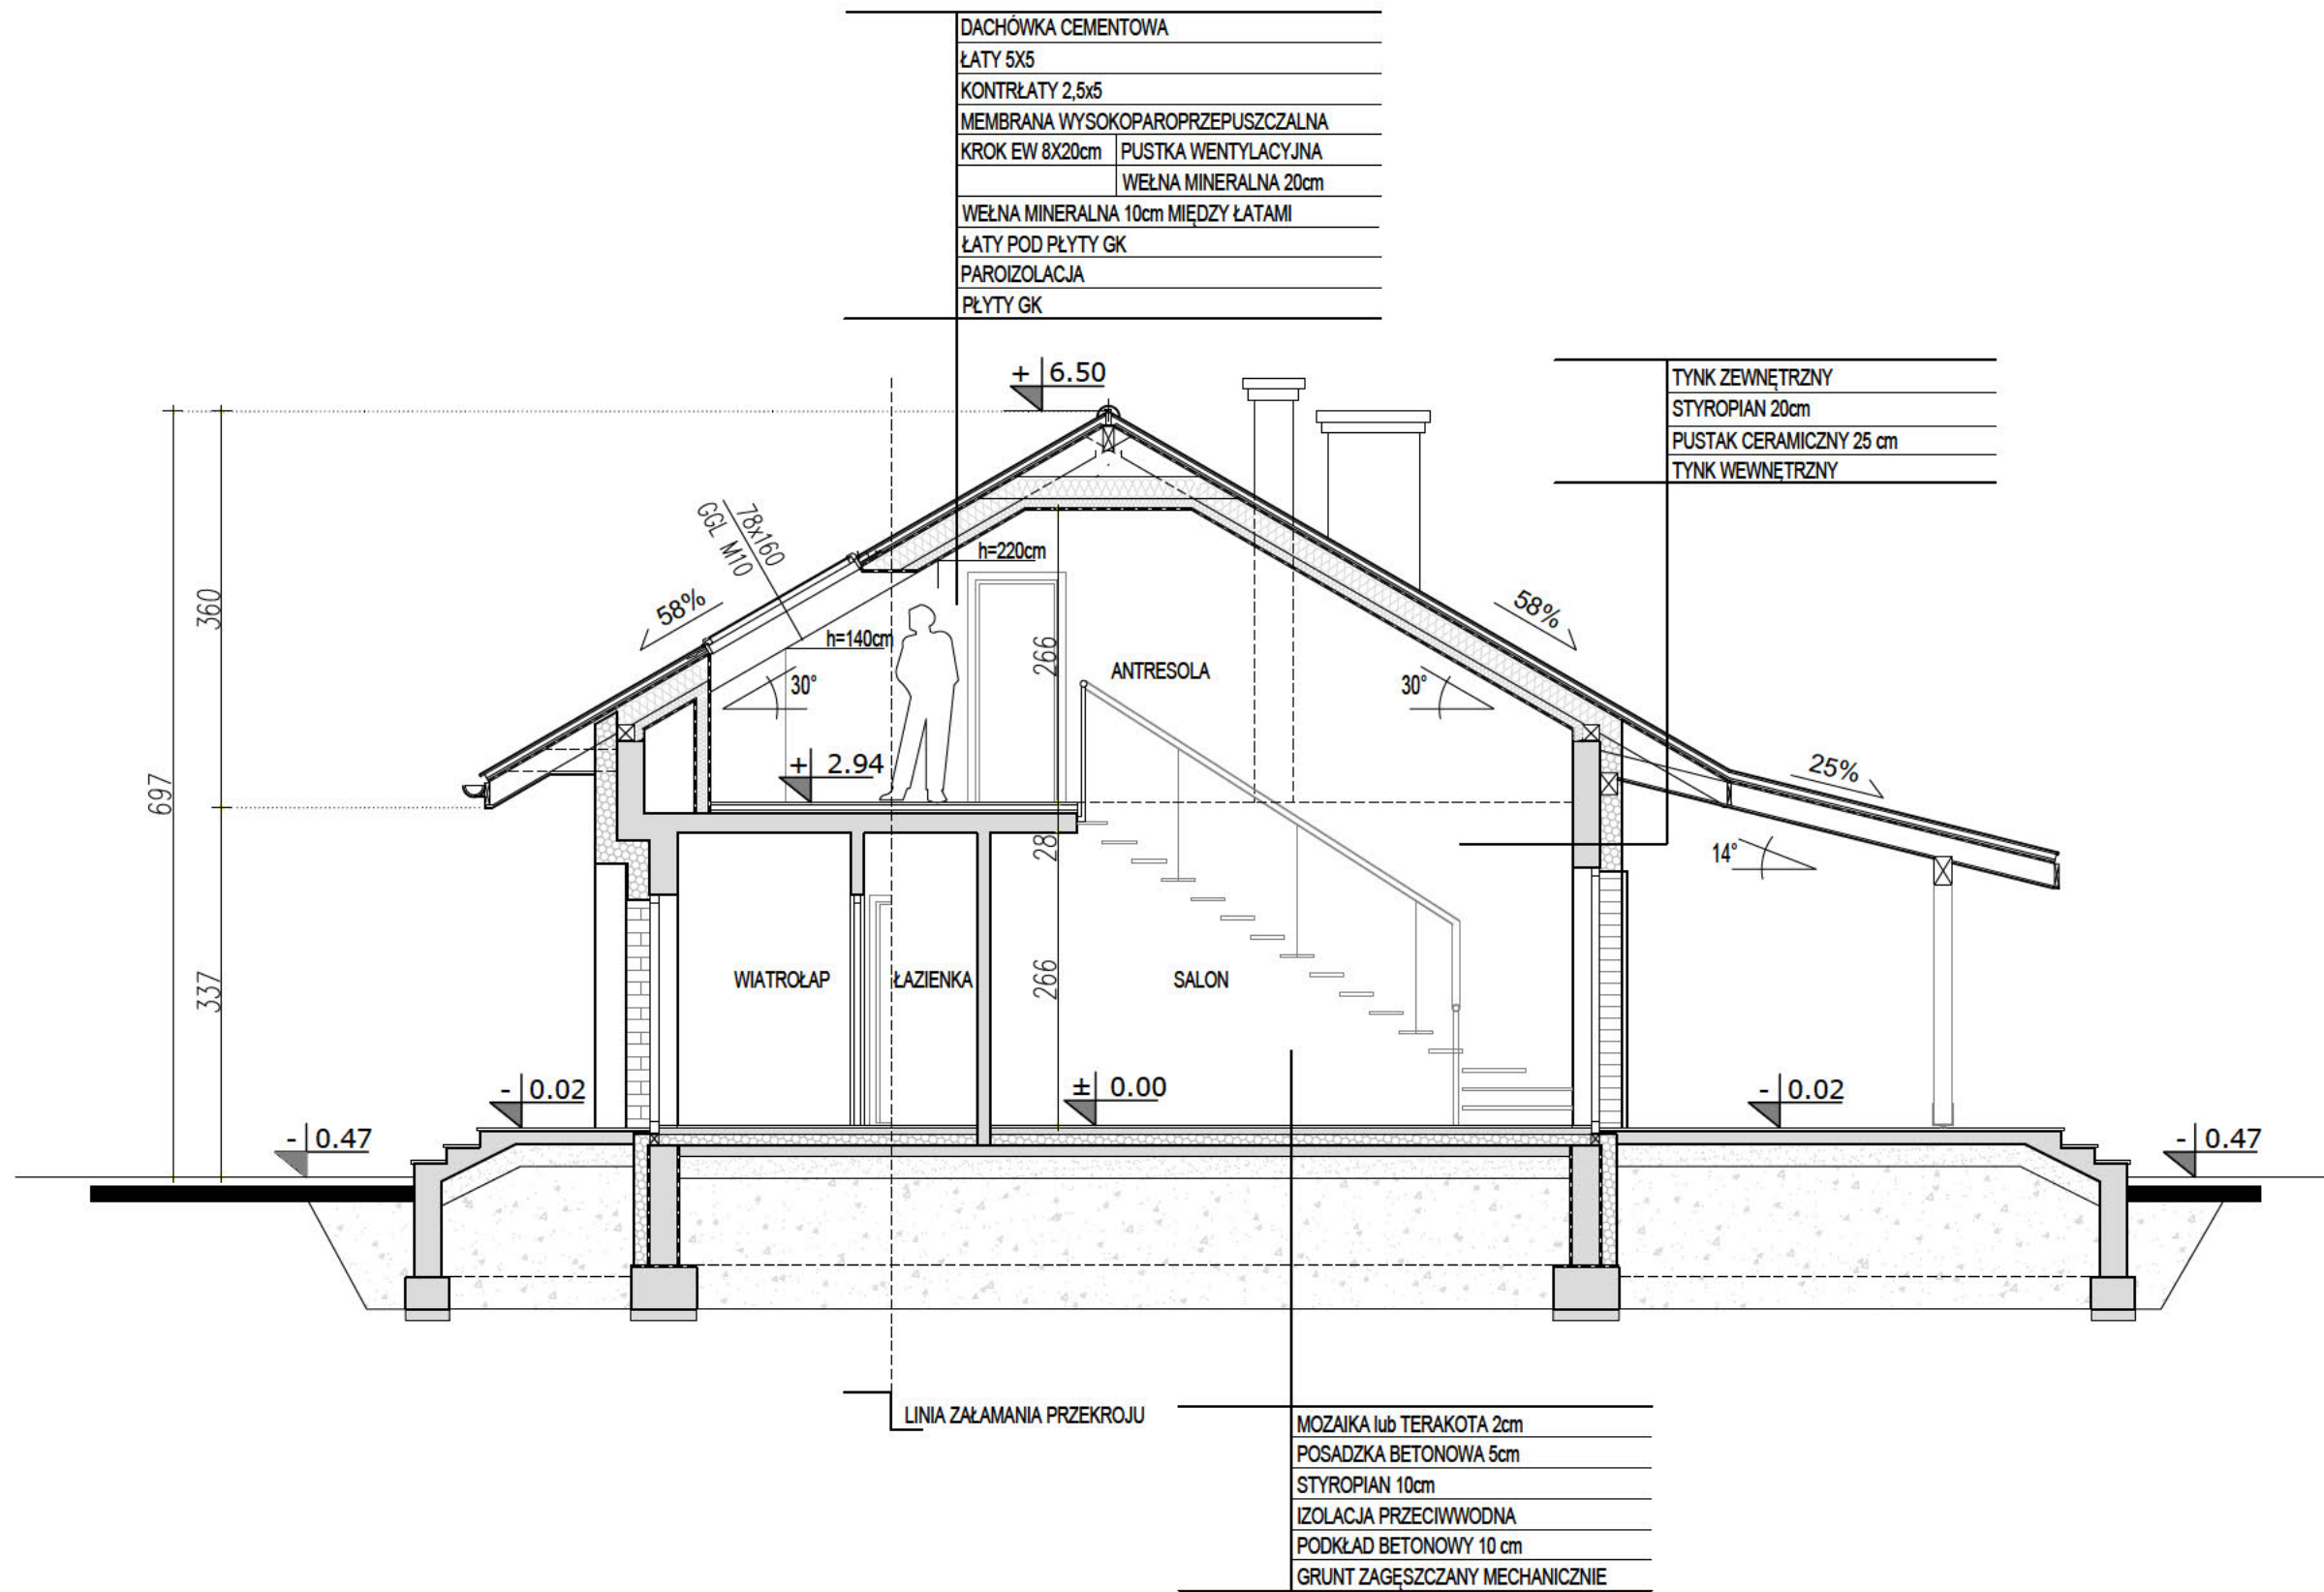 DACHÓWKA CEMENTOWA
ŁATY 5X5
KONTRŁATY 2,5x5
MEMBRANA WYSOKOPAROPRZEPUSZCZALNA
KROK EW 8X20cm PUSTKA WENTYLACYJNA
WEŁNA MINERALNA 20cm
WEŁNA MINERALNA 10cm MIĘDZY ŁATAMI
ŁATY POD PŁYTY GK
PAROIZOLACJA
PŁYTY GK
+ 6.50
TYNK ZEWNĘTRZNY
STYROPIAN 20cm
PUSTAK CERAMICZNY 25 cm
TYNK WEWNĘTRZNY
78x160
GGL M10
h=220cm
58%
58%
360
h=140cm
266
ANTRESOLA
30°
30°
+ 2.94
697
25%
28
14°
337
WIATROŁAP
ŁAZIENKA
266
SALON
- 0.02
± 0.00
- 0.02
- 0.47
- 0.47
LINIA ZAŁAMANIA PRZEKROJU
MOZAIKA lub TERAKOTA 2cm
POSADZKA BETONOWA 5cm
STYROPIAN 10cm
IZOLACJA PRZECIWWODNA
PODKŁAD BETONOWY 10 cm
GRUNT ZAGĘSZCZANY MECHANICZNIE